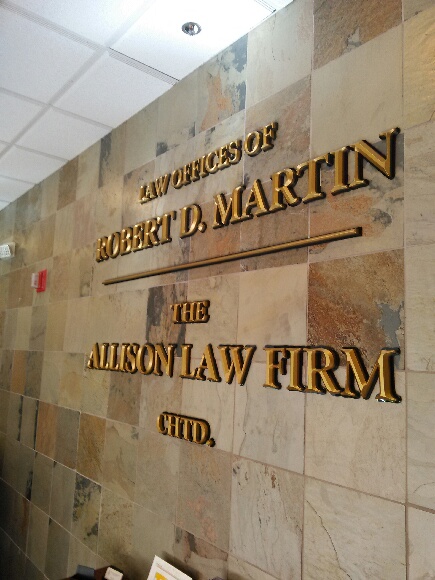 LAW OFFICES OF
ROBERT D. MARTIN
THE
ALLISON LAW FIRM
CHTD.